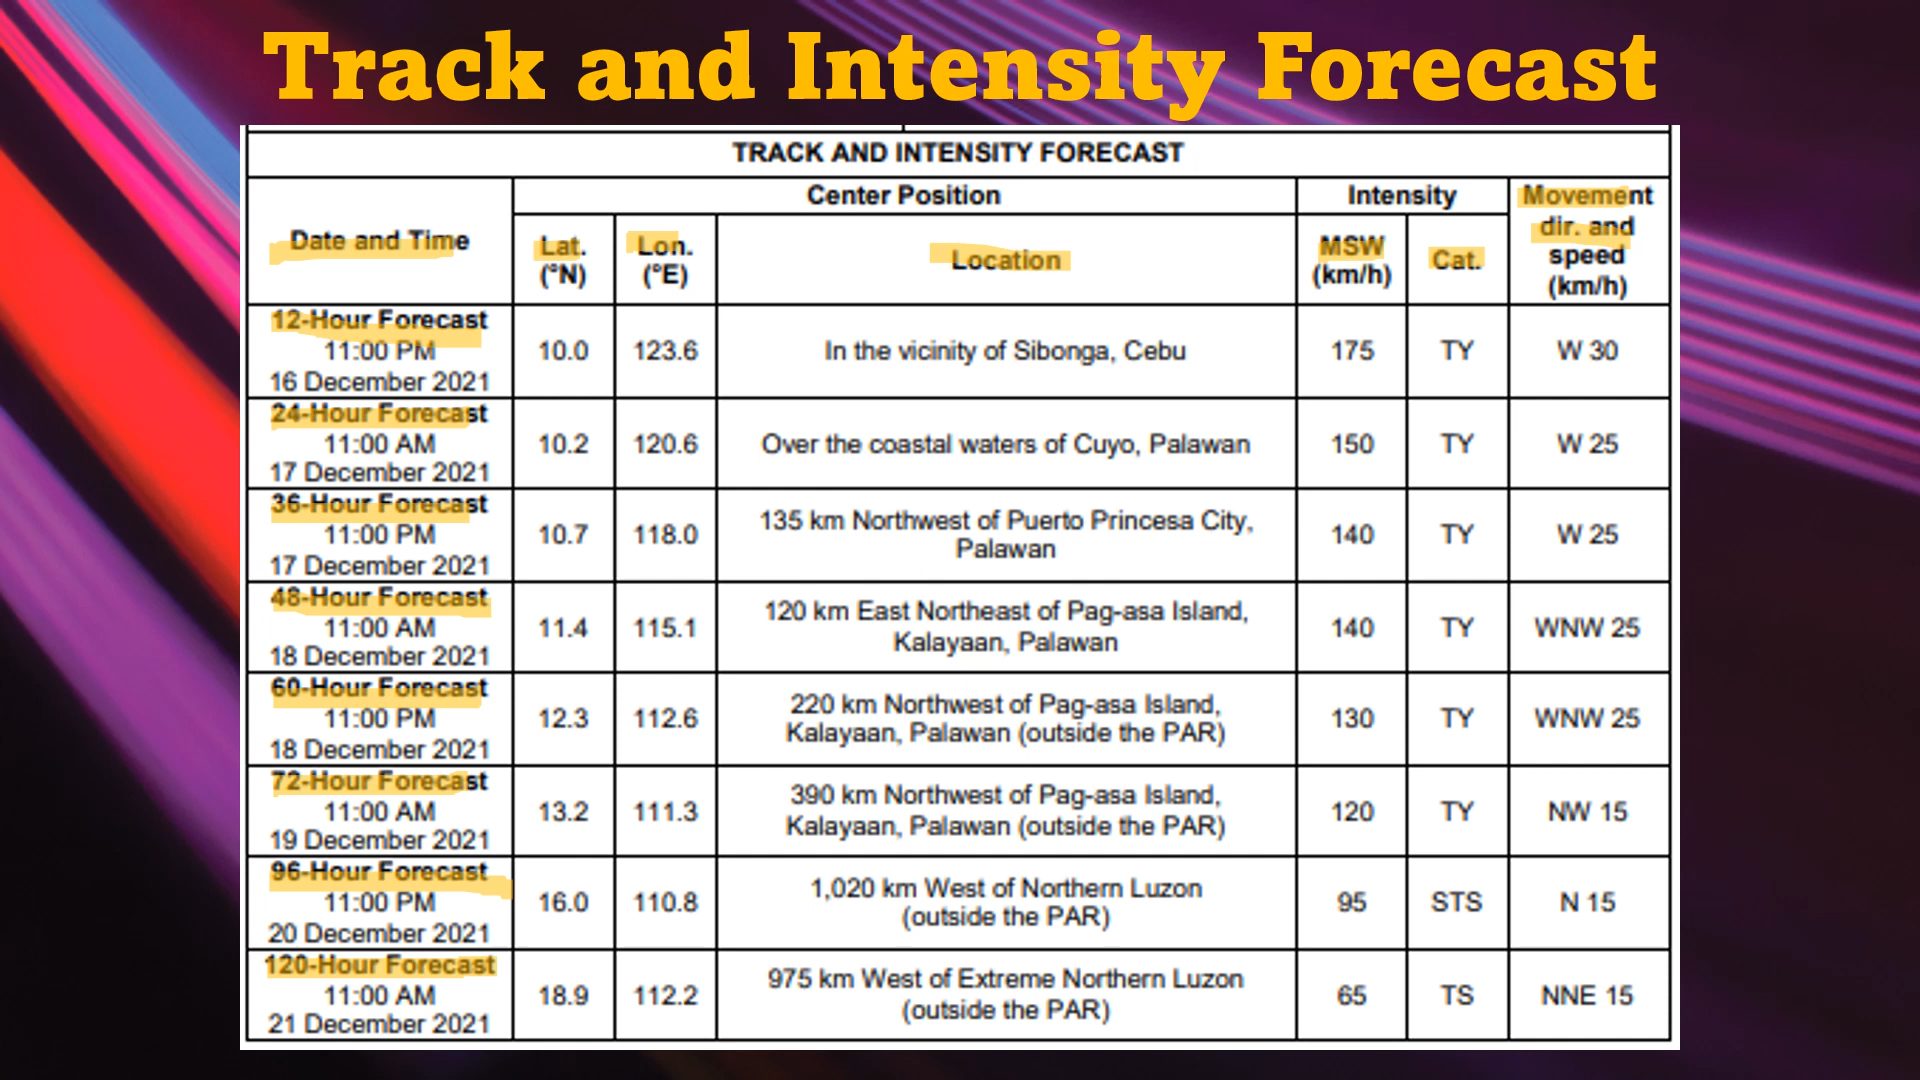 Track and Intensity Forecast
TRACK AND INTENSITY FORECAST
Date and Time
Center Position
Intensity
Movement
dir. and
speed
(km/h)
Lat.
(°N)
Lon.
(°E)
Location
MSW
(km/h)
Cat.
12-Hour Forecast
11:00 PM
16 December 2021
10.0
123.6
In the vicinity of Sibonga, Cebu
175
TY
W 30
24-Hour Forecast
11:00 AM
17 December 2021
10.2
120.6
Over the coastal waters of Cuyo, Palawan
150
TY
W 25
36-Hour Forecast
11:00 PM
17 December 2021
10.7
118.0
135 km Northwest of Puerto Princesa City,
Palawan
140
TY
W 25
48-Hour Forecast
11:00 AM
18 December 2021
11.4
115.1
120 km East Northeast of Pag-asa Island,
Kalayaan, Palawan
140
TY
WNW 25
60-Hour Forecast
11:00 PM
18 December 2021
12.3
112.6
220 km Northwest of Pag-asa Island,
Kalayaan, Palawan (outside the PAR)
130
TY
WNW 25
72-Hour Forecast
11:00 AM
19 December 2021
13.2
111.3
390 km Northwest of Pag-asa Island,
Kalayaan, Palawan (outside the PAR)
120
TY
NW 15
96-Hour Forecast
11:00 PM
20 December 2021
16.0
110.8
1,020 km West of Northern Luzon
(outside the PAR)
95
STS
N 15
120-Hour Forecast
11:00 AM
21 December 2021
18.9
112.2
975 km West of Extreme Northern Luzon
(outside the PAR)
65
TS
NNE 15